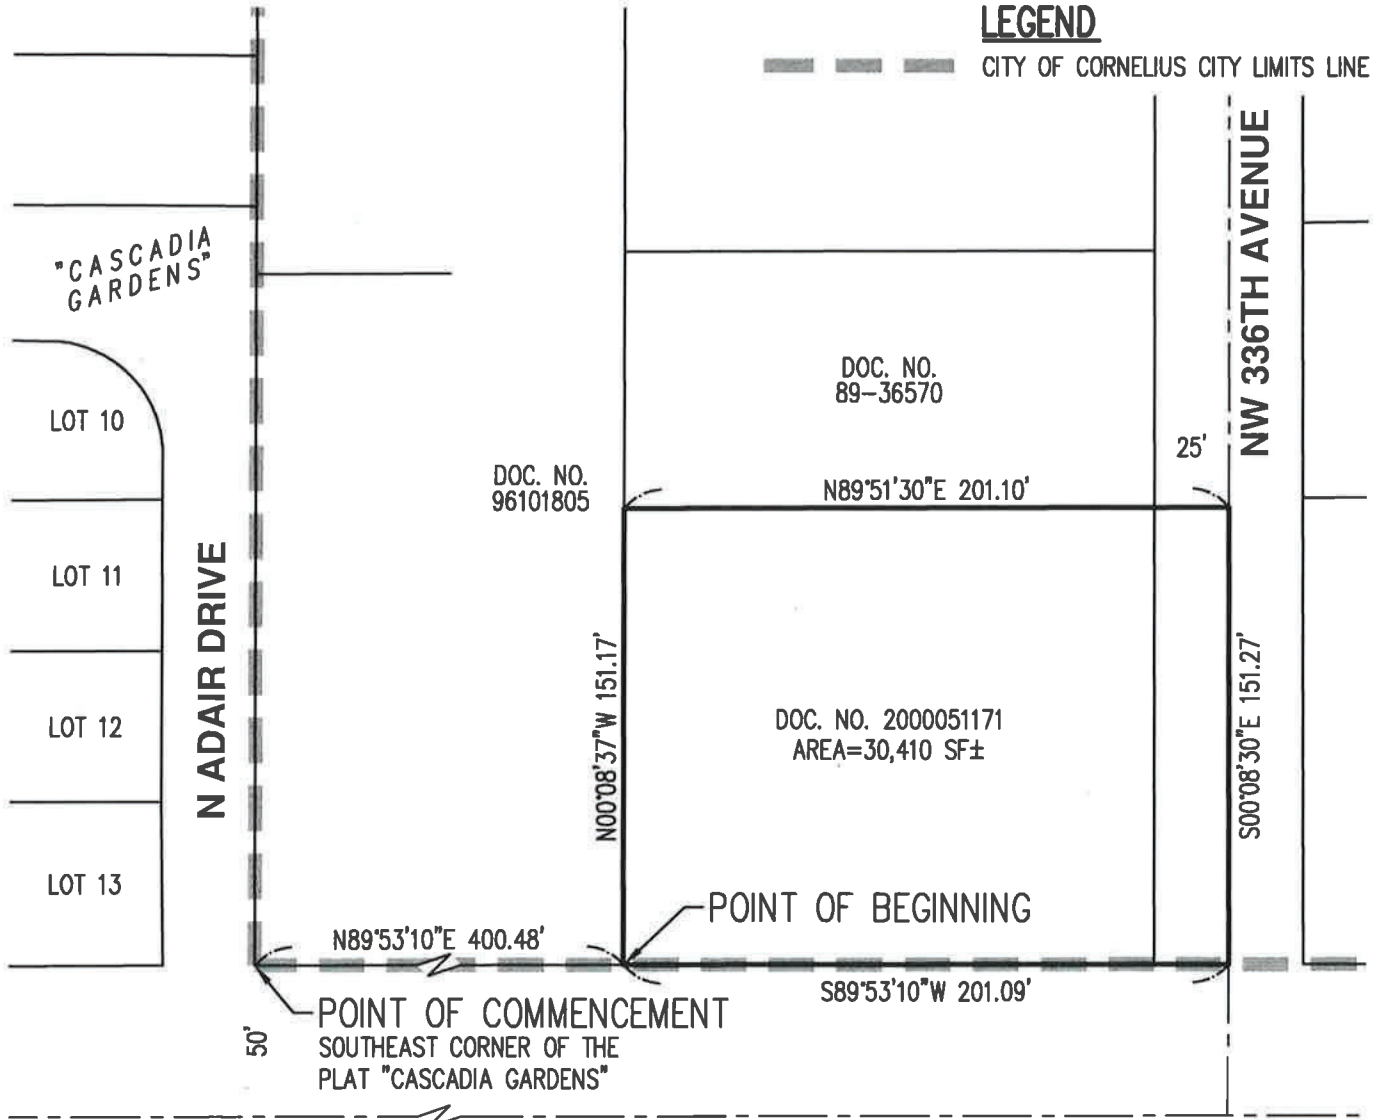 LEGEND
CITY OF CORNELIUS CITY LIMITS LINE
NW 336TH AVENUE
"CASCADIA
GARDENS"
DOC. NO.
89-36570
LOT 10
25'
DOC. NO.
96101805
N89°51'30"E 201.10'
LOT 11
N ADAIR DRIVE
N00°08'37"W 151.17'
S00°08'30"E 151.27'
LOT 12
DOC. NO. 2000051171
AREA=30,410 SF±
LOT 13
POINT OF BEGINNING
N89°53'10"E 400.48'
S89°53'10"W 201.09'
POINT OF COMMENCEMENT
SOUTHEAST CORNER OF THE
PLAT "CASCADIA GARDENS"
50'